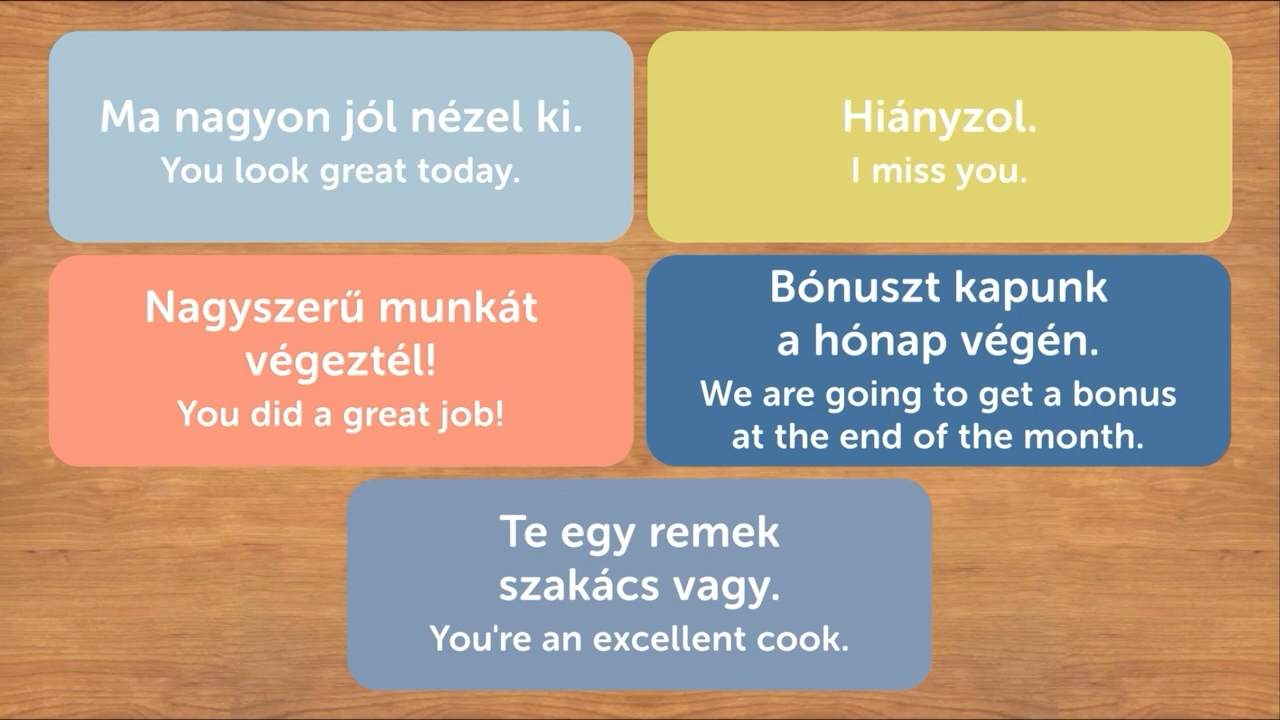 Ma nagyon jól nézel ki.
You look great today.
Hiányzol.
I miss you.
Nagyszerű munkát
végeztél!
You did a great job!
Bónuszt kapunk
a hónap végén.
We are going to get a bonus
at the end of the month.
Te egy remek
szakács vagy.
You're an excellent cook.